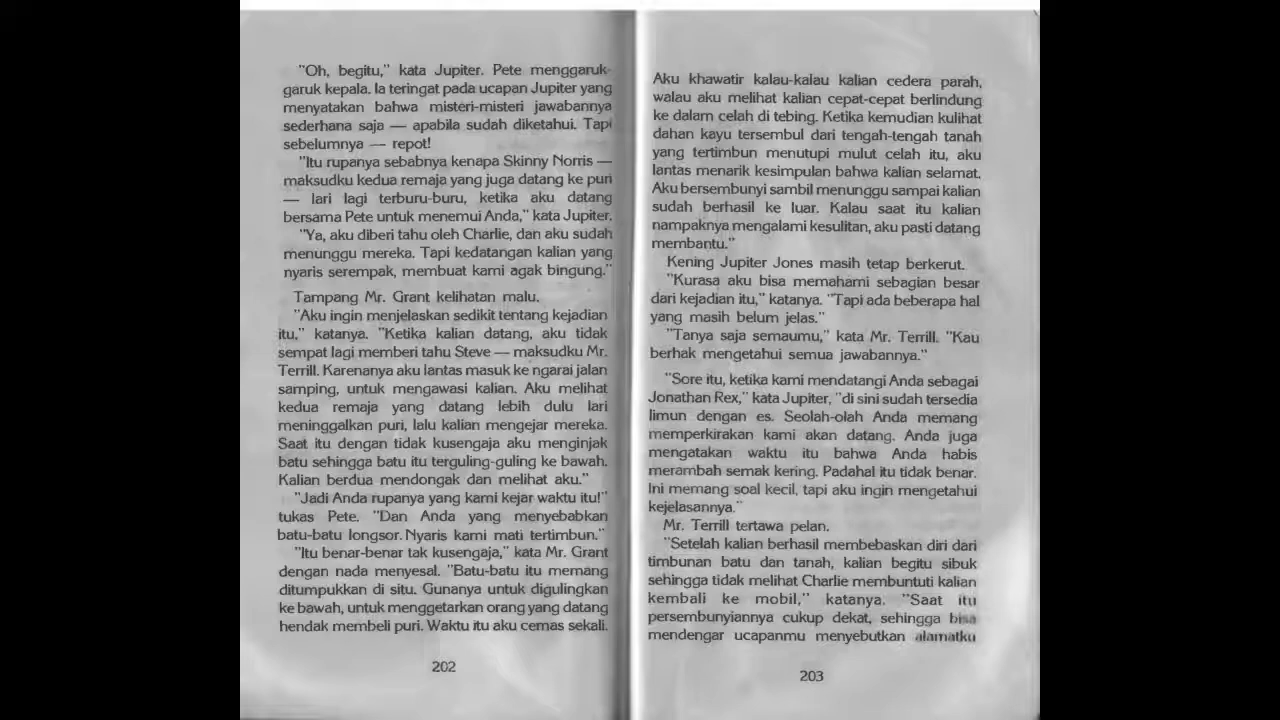 "Oh, begitu," kata Jupiter. Pete menggaruk-
garuk kepala. Ia teringat pada ucapan Jupiter yang
menyatakan bahwa misteri-misteri jawabannya
sederhana saja — apabila sudah diketahui. Tapi
sebelumnya — repot!
"Itu rupanya sebabnya kenapa Skinny Norris —
maksudku kedua remaja yang juga datang ke puri
— lari lagi terburu-buru, ketika aku datang
bersama Pete untuk menemui Anda," kata Jupiter.
"Ya, aku diberi tahu oleh Charlie, dan aku sudah
menunggu mereka. Tapi kedatangan kalian yang
nyaris serempak, membuat kami agak bingung."
Tampang Mr. Grant kelihatan malu.
"Aku ingin menjelaskan sedikit tentang kejadian
itu," katanya. "Ketika kalian datang, aku tidak
sempat lagi memberi tahu Steve — maksudku Mr.
Terrill. Karenanya aku lantas masuk ke ngarai jalan
samping, untuk mengawasi kalian. Aku melihat
kedua remaja yang datang lebih dulu lari
meninggalkan puri, lalu kalian mengejar mereka.
Saat itu dengan tidak kusengaja aku menginjak
batu sehingga batu itu terguling-guling ke bawah.
Kalian berdua mendongak dan melihat aku."
"Jadi Anda rupanya yang kami kejar waktu itu!"
tukas Pete. "Dan Anda yang menyebabkan
batu-batu longsor. Nyaris kami mati tertimbun."
"Itu benar-benar tak kusengaja," kata Mr. Grant
dengan nada menyesal. "Batu-batu itu memang
ditumpukkan di situ. Gunanya untuk digulingkan
ke bawah, untuk menggetarkan orang yang datang
hendak membeli puri. Waktu itu aku cemas sekali.
202
Aku khawatir kalau-kalau kalian cedera parah,
walau aku melihat kalian cepat-cepat berlindung
ke dalam celah di tebing. Ketika kemudian kulihat
dahan kayu tersembul dari tengah-tengah tanah
yang tertimbun menutupi mulut celah itu, aku
lantas menarik kesimpulan bahwa kalian selamat.
Aku bersembunyi sambil menunggu sampai kalian
sudah berhasil ke luar. Kalau saat itu kalian
nampaknya mengalami kesulitan, aku pasti datang
membantu."
Kening Jupiter Jones masih tetap berkerut.
"Kurasa aku bisa memahami sebagian besar
dari kejadian itu," katanya. "Tapi ada beberapa hal
yang masih belum jelas."
"Tanya saja semaumu," kata Mr. Terrill. "Kau
berhak mengetahui semua jawabannya."
"Sore itu, ketika kami mendatangi Anda sebagai
Jonathan Rex," kata Jupiter, "di sini sudah tersedia
limun dengan es. Seolah-olah Anda memang
memperkirakan kami akan datang. Anda juga
mengatakan waktu itu bahwa Anda habis
merambah semak kering. Padahal itu tidak benar.
Ini memang soal kecil, tapi aku ingin mengetahui
kejelasannya."
Mr. Terrill tertawa pelan.
"Setelah kalian berhasil membebaskan diri dari
timbunan batu dan tanah, kalian begitu sibuk
sehingga tidak melihat Charlie membuntuti kalian
kembali ke mobil," katanya. "Saat itu
persembunyiannya cukup dekat, sehingga bisa
mendengar ucapanmu menyebutkan alamatku
203